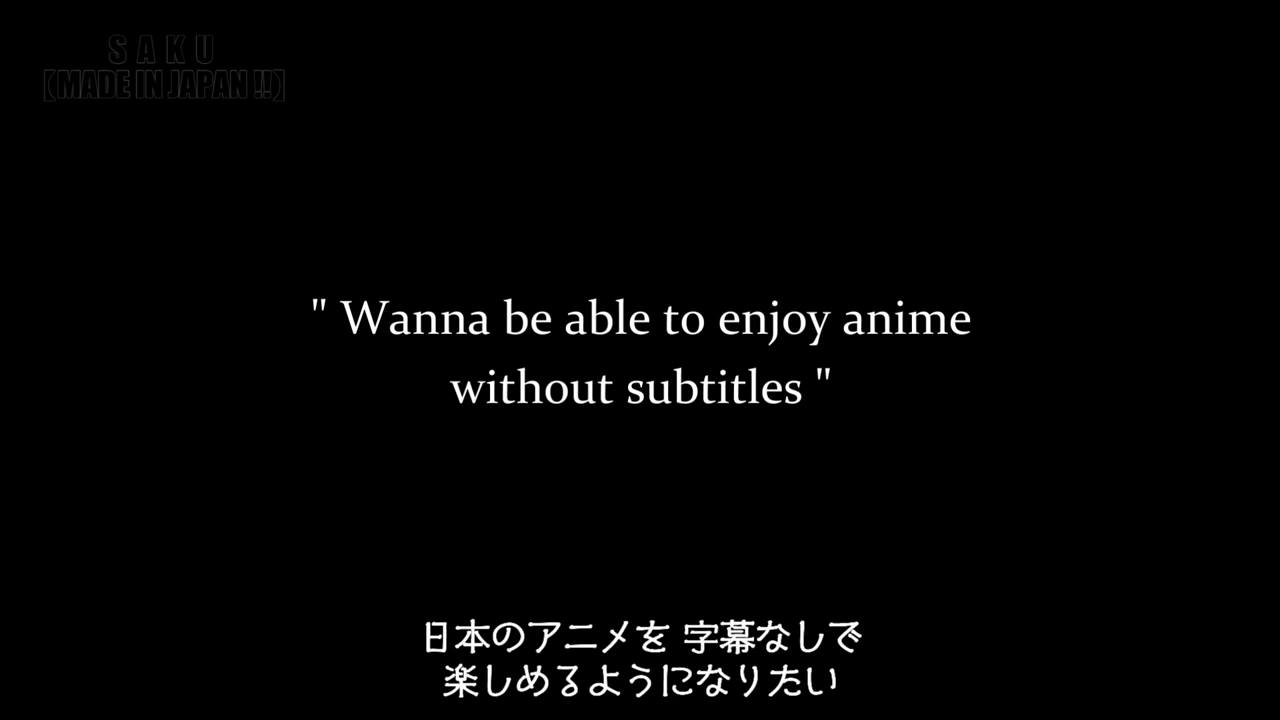 SAKU
【MADE IN JAPAN !!】
" Wanna be able to enjoy anime
without subtitles "
日本のアニメを 字幕なしで
楽しめるようになりたい